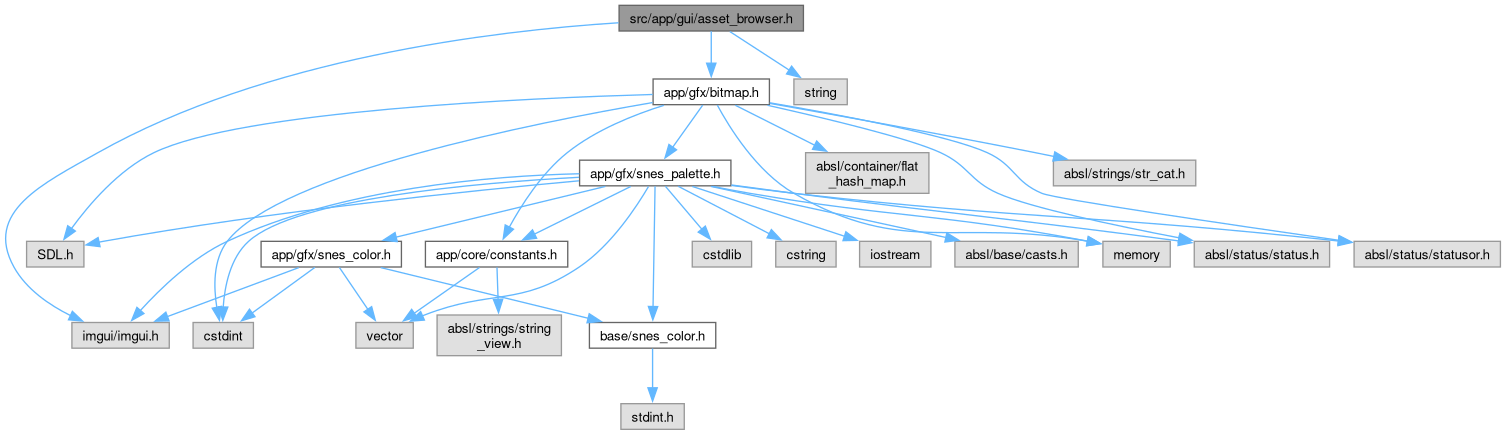 src/app/gui/asset_browser.h
app/gfx/bitmap.h
string
app/gfx/snes_palette.h
absl/container/flat
_hash_map.h
absl/strings/str_cat.h
SDL.h
app/gfx/snes_color.h
app/core/constants.h
cstdlib
cstring
iostream
absl/base/casts.h
memory
absl/status/status.h
absl/status/statusor.h
imgui/imgui.h
cstdint
vector
absl/strings/string
_view.h
base/snes_color.h
stdint.h